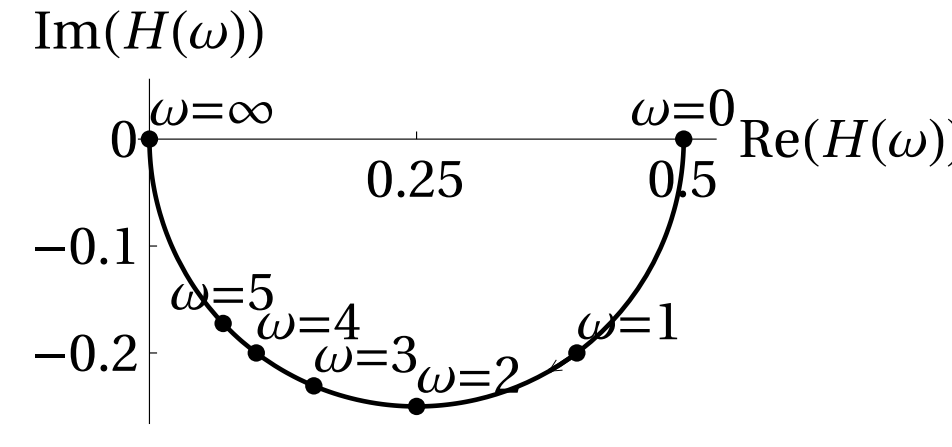 Im(H(ω))
ω=∞
ω=0
0
Re(H(ω))
0.25
0.5
−0.1
ω=5
ω=4
ω=1
−0.2
ω=3
ω=2